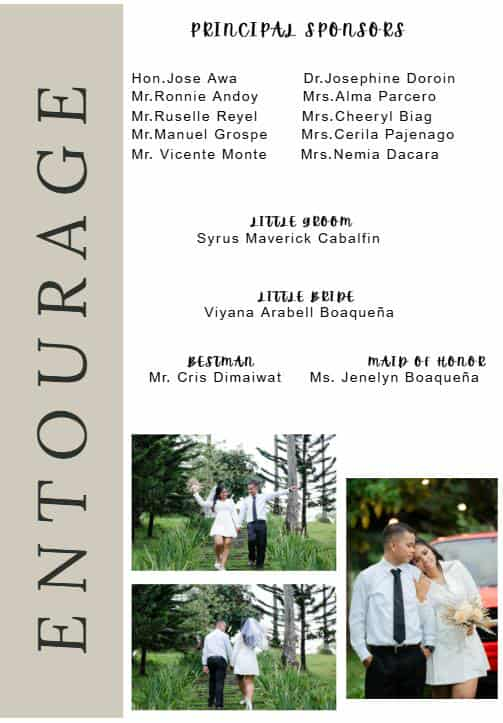 ENTOURAGE
PRINCIPAL SPONSORS
Hon.Jose Awa Dr.Josephine Doroin
Mr.Ronnie Andoy Mrs.Alma Parcero
Mr.Ruselle Reyel Mrs.Cheeryl Biag
Mr.Manuel Grospe Mrs.Cerila Pajenago
Mr. Vicente Monte Mrs.Nemia Dacara
LITTLE GROOM
Syrus Maverick Cabalfin
LITTLE BRIDE
Viyana Arabell Boaqueña
BESTMAN MAID OF HONOR
Mr. Cris Dimaiwat Ms. Jenelyn Boaqueña